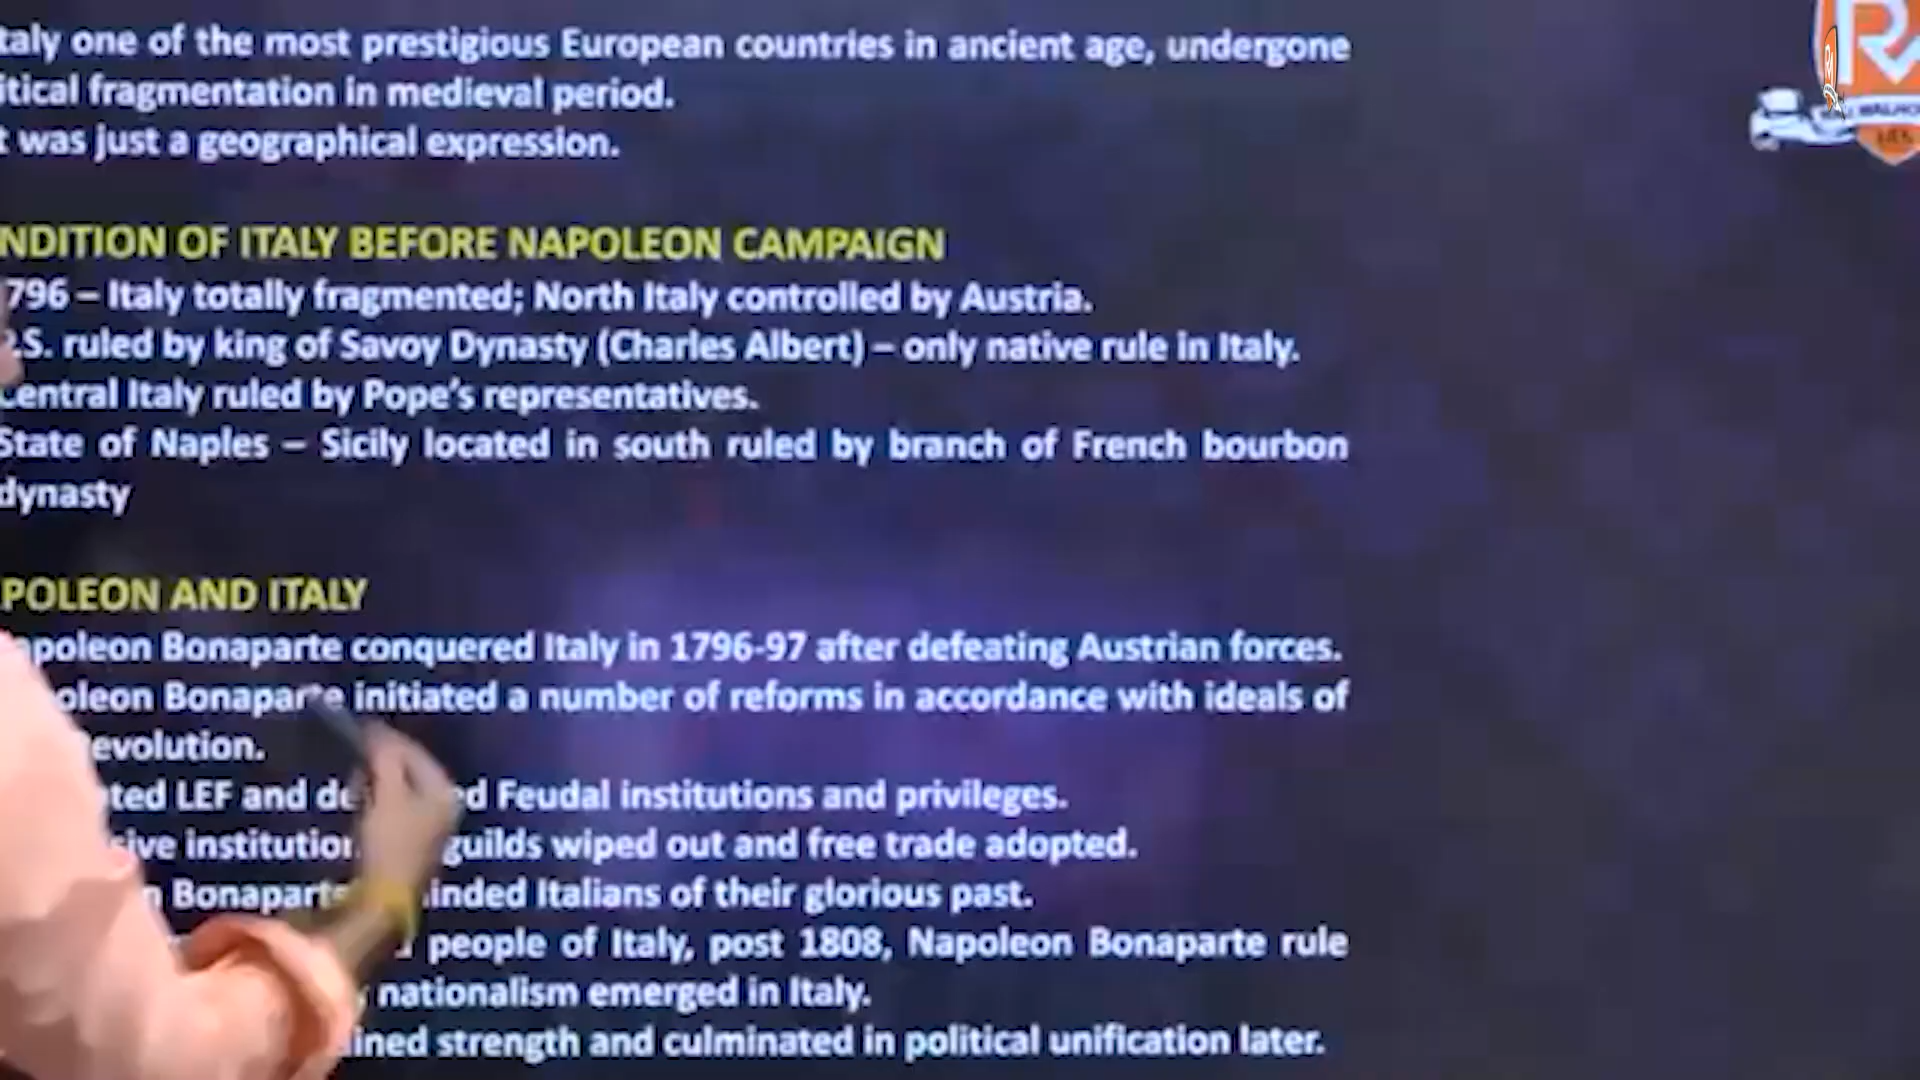 taly one of the most prestigious European countries in ancient age, undergone
itical fragmentation in medieval period.
t was just a geographical expression.
NDITION OF ITALY BEFORE NAPOLEON CAMPAIGN
796 – Italy totally fragmented; North Italy controlled by Austria.
.S. ruled by king of Savoy Dynasty (Charles Albert) – only native rule in Italy.
Central Italy ruled by Pope's representatives.
State of Naples – Sicily located in south ruled by branch of French bourbon
dynasty
POLEON AND ITALY
apoleon Bonaparte conquered Italy in 1796-97 after defeating Austrian forces.
oleon Bonaparte initiated a number of reforms in accordance with ideals of
evolution.
ted LEF and de ed Feudal institutions and privileges.
sive institution guilds wiped out and free trade adopted.
n Bonaparte inded Italians of their glorious past.
people of Italy, post 1808, Napoleon Bonaparte rule
nationalism emerged in Italy.
ined strength and culminated in political unification later.